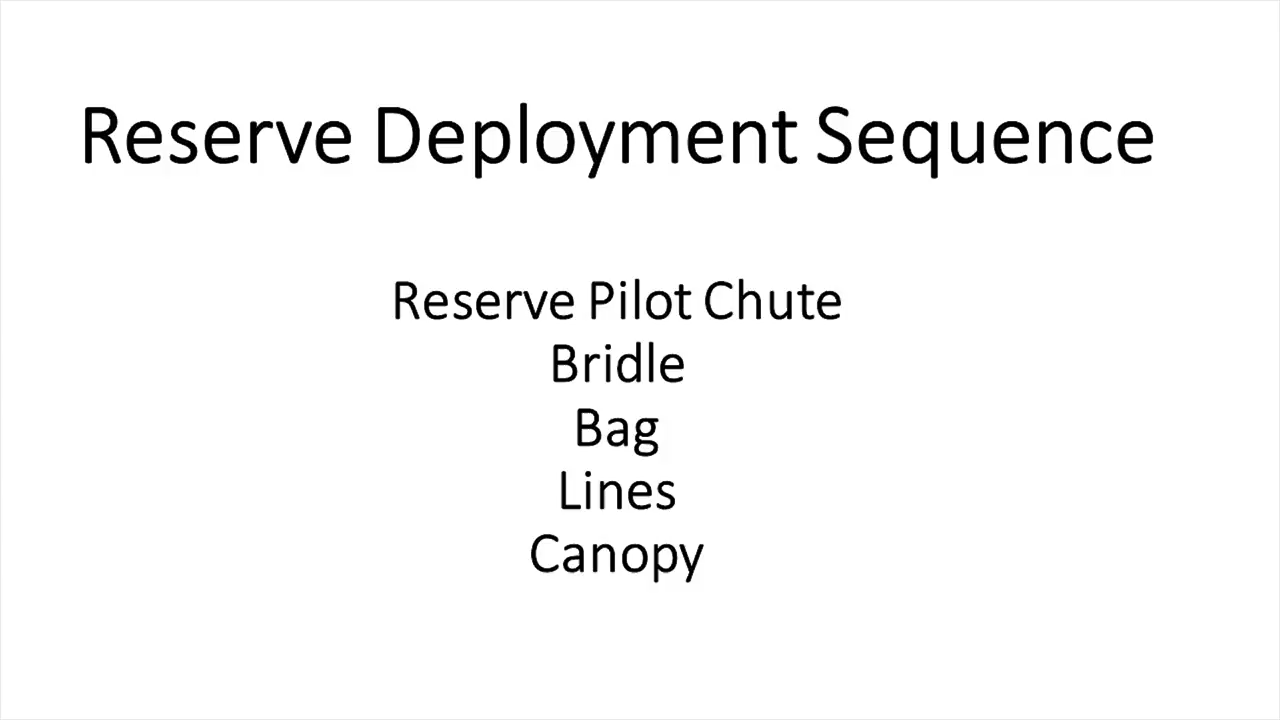 Reserve Deployment Sequence
Reserve Pilot Chute
Bridle
Bag
Lines
Canopy